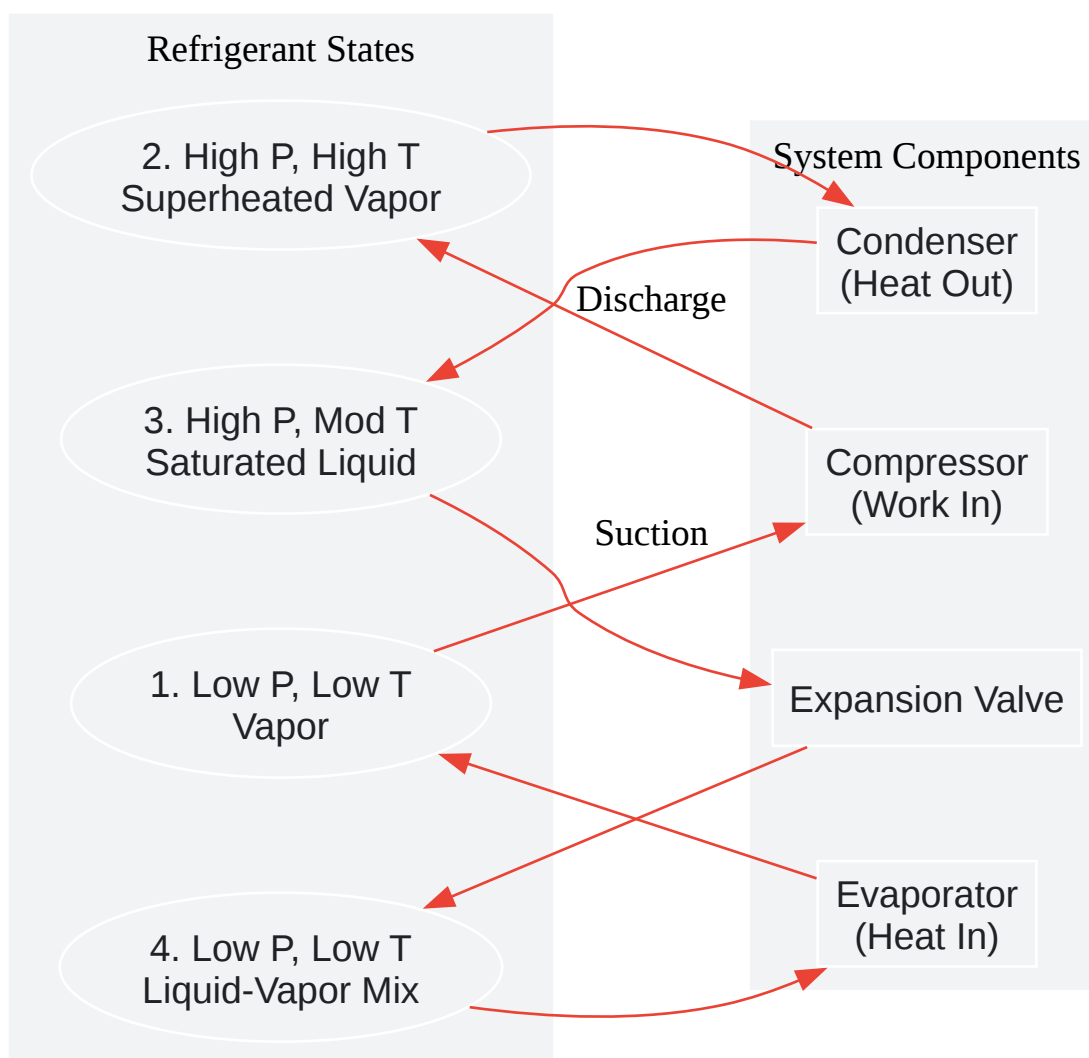 Refrigerant States
2. High P, High T
Superheated Vapor
System Components
Condenser
(Heat Out)
Discharge
3. High P, Mod T
Saturated Liquid
Compressor
(Work In)
Suction
1. Low P, Low T
Vapor
Expansion Valve
4. Low P, Low T
Liquid-Vapor Mix
Evaporator
(Heat In)